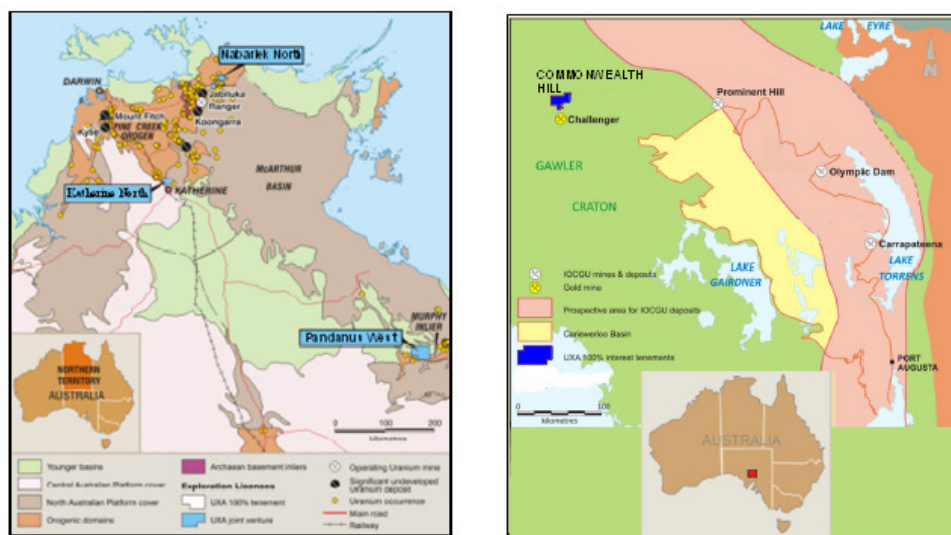 Nabarlek North
DARWIN
Jabiluka
Ranger
Mount Fitch
Koongarra
Kylie
PINE CREEK
OROGEN
McARTHUR
BASIN
Katherine North
KATHERINE
MURPHY
INLIER
Pandanus West
NORTHERN
TERRITORY
AUSTRALIA
0 100 200
kilometres
Younger basins
Central Australian Platform cover
North Australian Platform cover
Orogenic domains
Archaean basement inliers
Exploration Licences
UXA 100% tenement
UXA joint venture
Operating Uranium mine
Significant undeveloped
Uranium deposit
Uranium occurrence
Main road
Railway
LAKE EYRE
N
COMMONWEALTH
HILL
Challenger
Prominent Hill
GAWLER
CRATON
Olympic Dam
Carrapateena
LAKE
TORRENS
LAKE
GAIRDNER
IOCGU mines & deposits
Gold mine
Prospective area for IOCGU deposits
Cariewerloo Basin
UXA 100% interest tenements
PORT
AUGUSTA
0 100
kilometres
AUSTRALIA